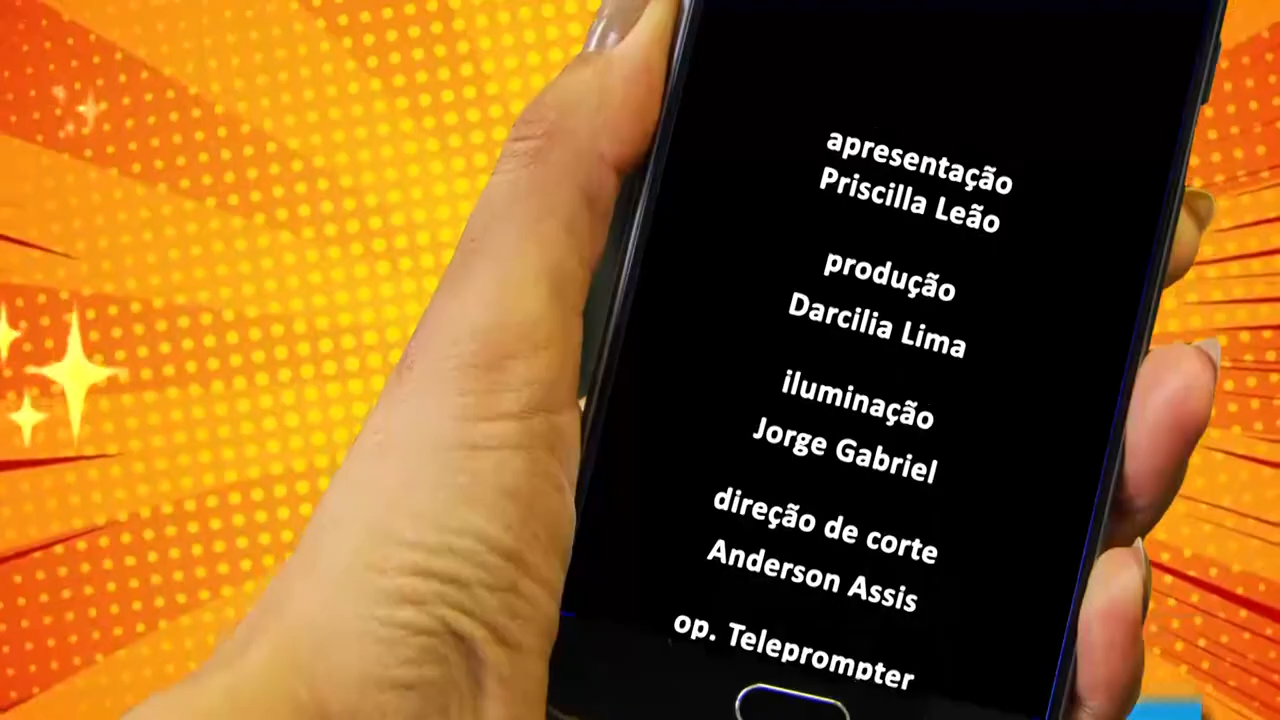 apresentação
Priscilla Leão
produção
Darcilia Lima
iluminação
Jorge Gabriel
direção de corte
Anderson Assis
op. Teleprompter